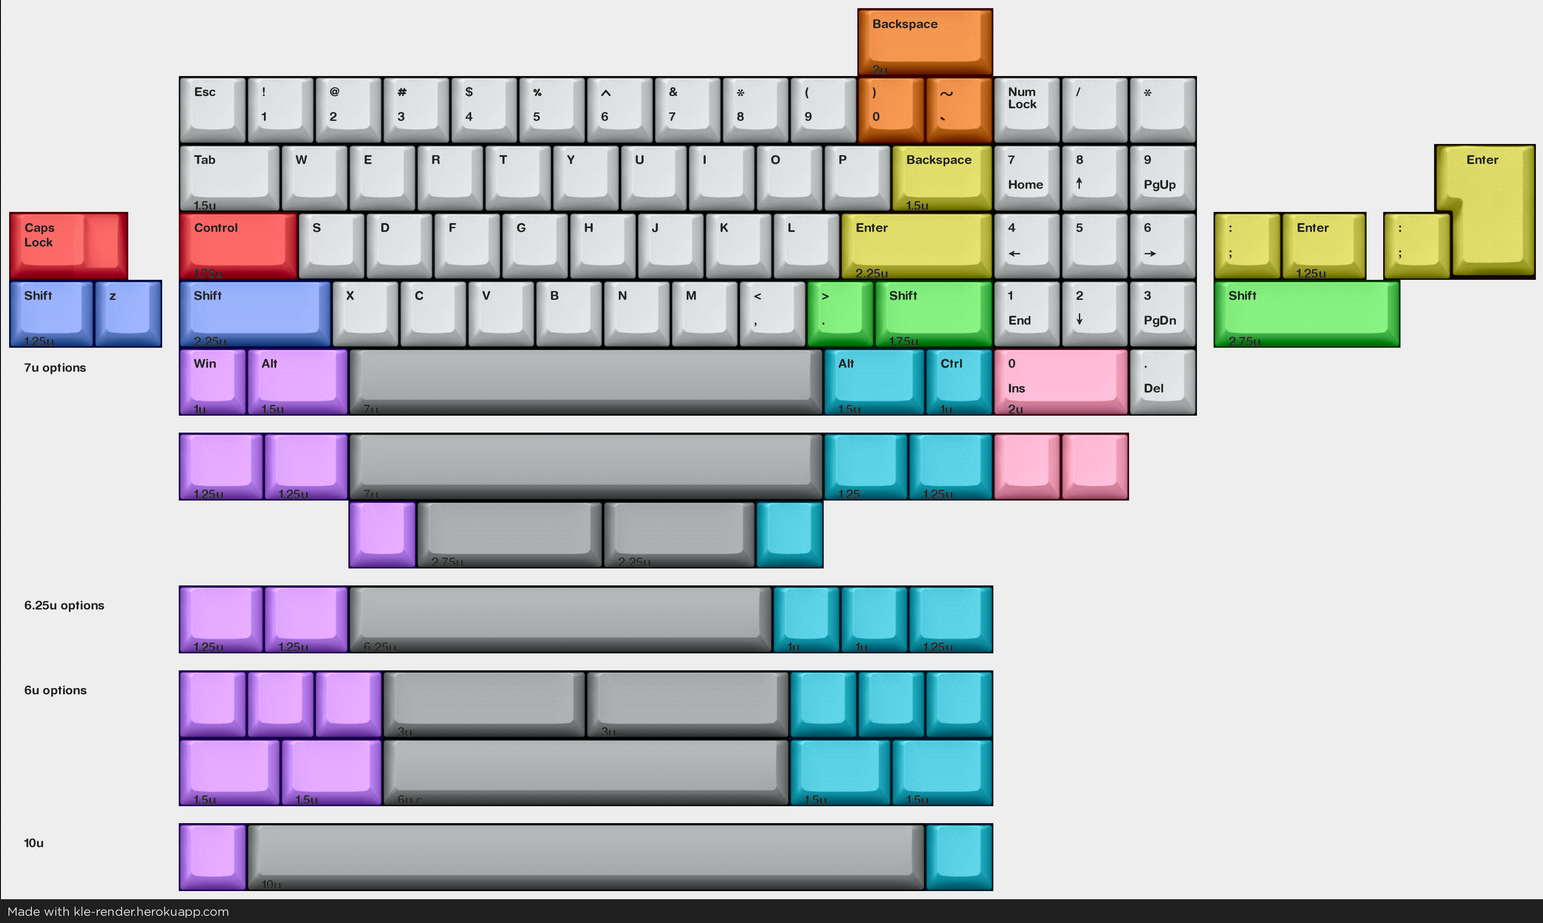 Backspace
2u
Esc ! @ # $ % ^ & * ( ) ~ Num Lock / *
1 2 3 4 5 6 7 8 9 0 `
Tab W E R T Y U I O P Backspace 7 8 9 Enter
Home ↑ PgUp
1.5u 1.5u
Caps Lock Control S D F G H J K L Enter 4 5 6 : Enter :
← → ; ;
1.75u 2.25u 1.25u
Shift z Shift X C V B N M < > Shift 1 2 3 Shift
, . End ↓ PgDn
1.25u 2.25u 1.75u 2.75u
7u options Win Alt Alt Ctrl 0 .
Ins Del
1u 1.5u 7u 1.5u 1u 2u
1.25u 1.25u 7u 1.25 1.25u
2.75u 2.25u
6.25u options
1.25u 1.25u 6.25u 1u 1u 1.25u
6u options
3u 3u
1.5u 1.5u 6u c 1.5u 1.5u
10u
10u
Made with kle-render.herokuapp.com